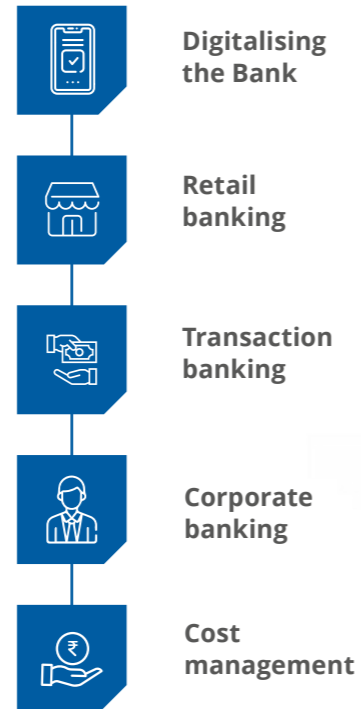 Digitalising
the Bank
Retail
banking
Transaction
banking
Corporate
banking
₹
Cost
management